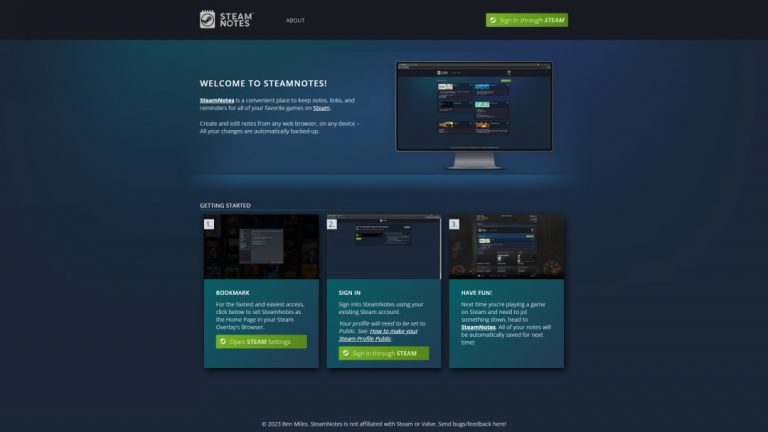 STEAM
NOTES
ABOUT
Sign in through STEAM
WELCOME TO STEAMNOTES!
SteamNotes is a convenient place to keep notes, links, and
reminders for all of your favorite games on Steam.
Create and edit notes from any web browser, on any device –
All your changes are automatically backed-up.
GETTING STARTED
1.
BOOKMARK
For the fastest and easiest access,
click below to set SteamNotes as
the Home Page in your Steam
Overlay's Browser.
Open STEAM Settings
2.
SIGN IN
Sign into SteamNotes using your
existing Steam account.
Your profile will need to be set to
Public. See: How to make your
Steam Profile Public.
Sign in through STEAM
3.
HAVE FUN!
Next time you're playing a game
on Steam and need to jot
something down, head to
SteamNotes. All of your notes will
be automatically saved for next
time!
© 2023 Ben Miles. SteamNotes is not affiliated with Steam or Valve. Send bugs/feedback here!